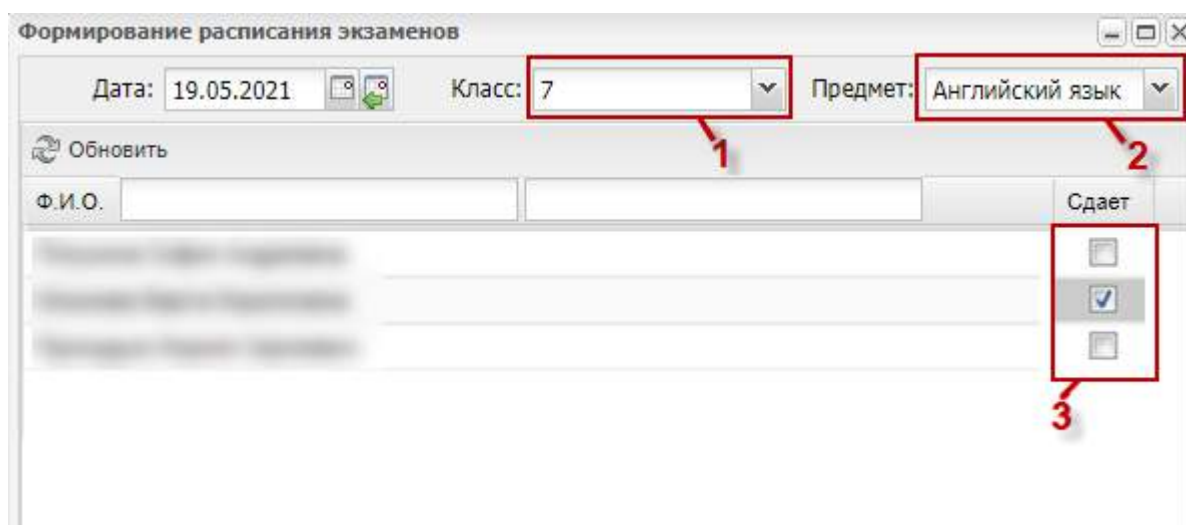 Формирование расписания экзаменов
Дата: 19.05.2021 Класс: 7 Предмет: Английский язык
1
2
Обновить
Ф.И.О. Сдает
3